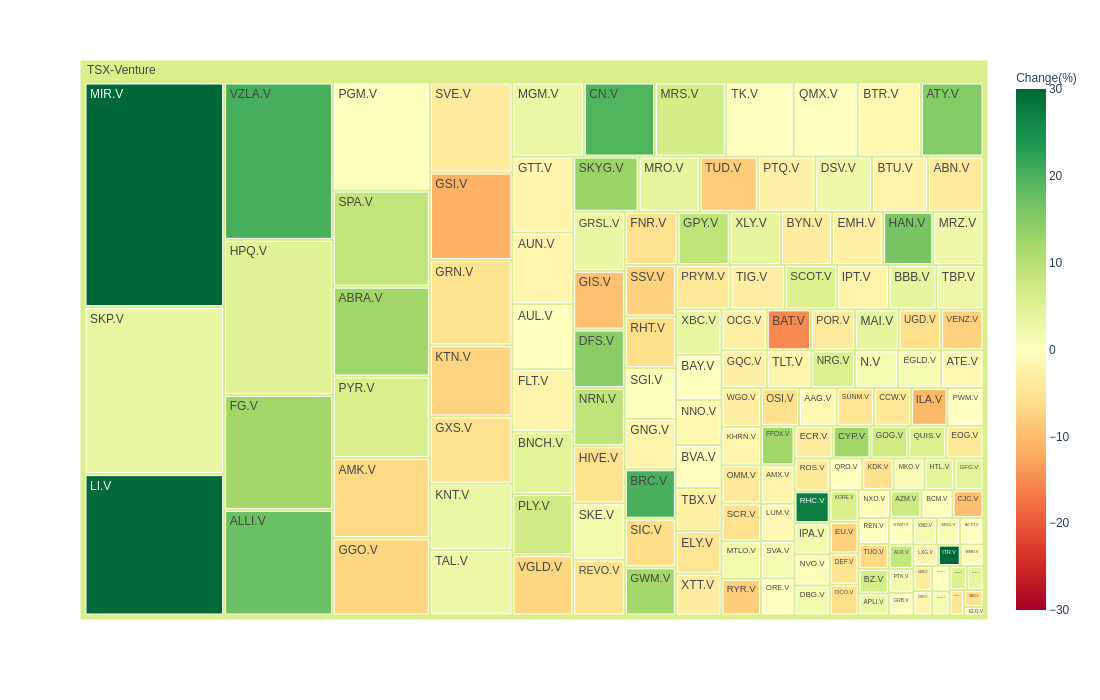 Change(%)
30
20
10
0
−10
−20
−30
TSX-Venture
MIR.V
SKP.V
LI.V
VZLA.V
HPQ.V
FG.V
ALLI.V
PGM.V
SPA.V
ABRA.V
PYR.V
AMK.V
GGO.V
SVE.V
GSI.V
GRN.V
KTN.V
GXS.V
KNT.V
TAL.V
MGM.V
CN.V
MRS.V
TK.V
QMX.V
BTR.V
ATY.V
GTT.V
AUN.V
AUL.V
FLT.V
BNCH.V
PLY.V
VGLD.V
SKYG.V
MRO.V
TUD.V
PTQ.V
DSV.V
BTU.V
ABN.V
GRSL.V
GIS.V
DFS.V
NRN.V
HIVE.V
SKE.V
REVO.V
FNR.V
GPY.V
XLY.V
BYN.V
EMH.V
HAN.V
MRZ.V
SSV.V
RHT.V
SGI.V
GNG.V
BRC.V
SIC.V
GWM.V
PRYM.V
TIG.V
SCOT.V
IPT.V
BBB.V
TBP.V
XBC.V
BAY.V
NNO.V
BVA.V
TBX.V
ELY.V
XTT.V
OCG.V
BAT.V
POR.V
MAI.V
UGD.V
VENZ.V
GQC.V
TLT.V
NRG.V
N.V
EGLD.V
ATE.V
WGO.V
OSI.V
AAG.V
SUNM.V
CCW.V
ILA.V
PWM.V
KHRN.V
FFOX.V
ECR.V
CYP.V
GOG.V
QUIS.V
EOG.V
OMM.V
AMX.V
SCR.V
LUM.V
MTLO.V
SVA.V
RYR.V
ORE.V
ROS.V
QRO.V
KDK.V
MKO.V
HTL.V
GFG.V
RHC.V
KORE.V
NXO.V
AZM.V
BCM.V
CJC.V
IPA.V
EU.V
NVO.V
DEF.V
DBG.V
OCO.V
REN.V
TUO.V
AUX.V
LXG.V
ITR.V
BZ.V
PTK.V
APLI.V
GRB.V
ELO.V